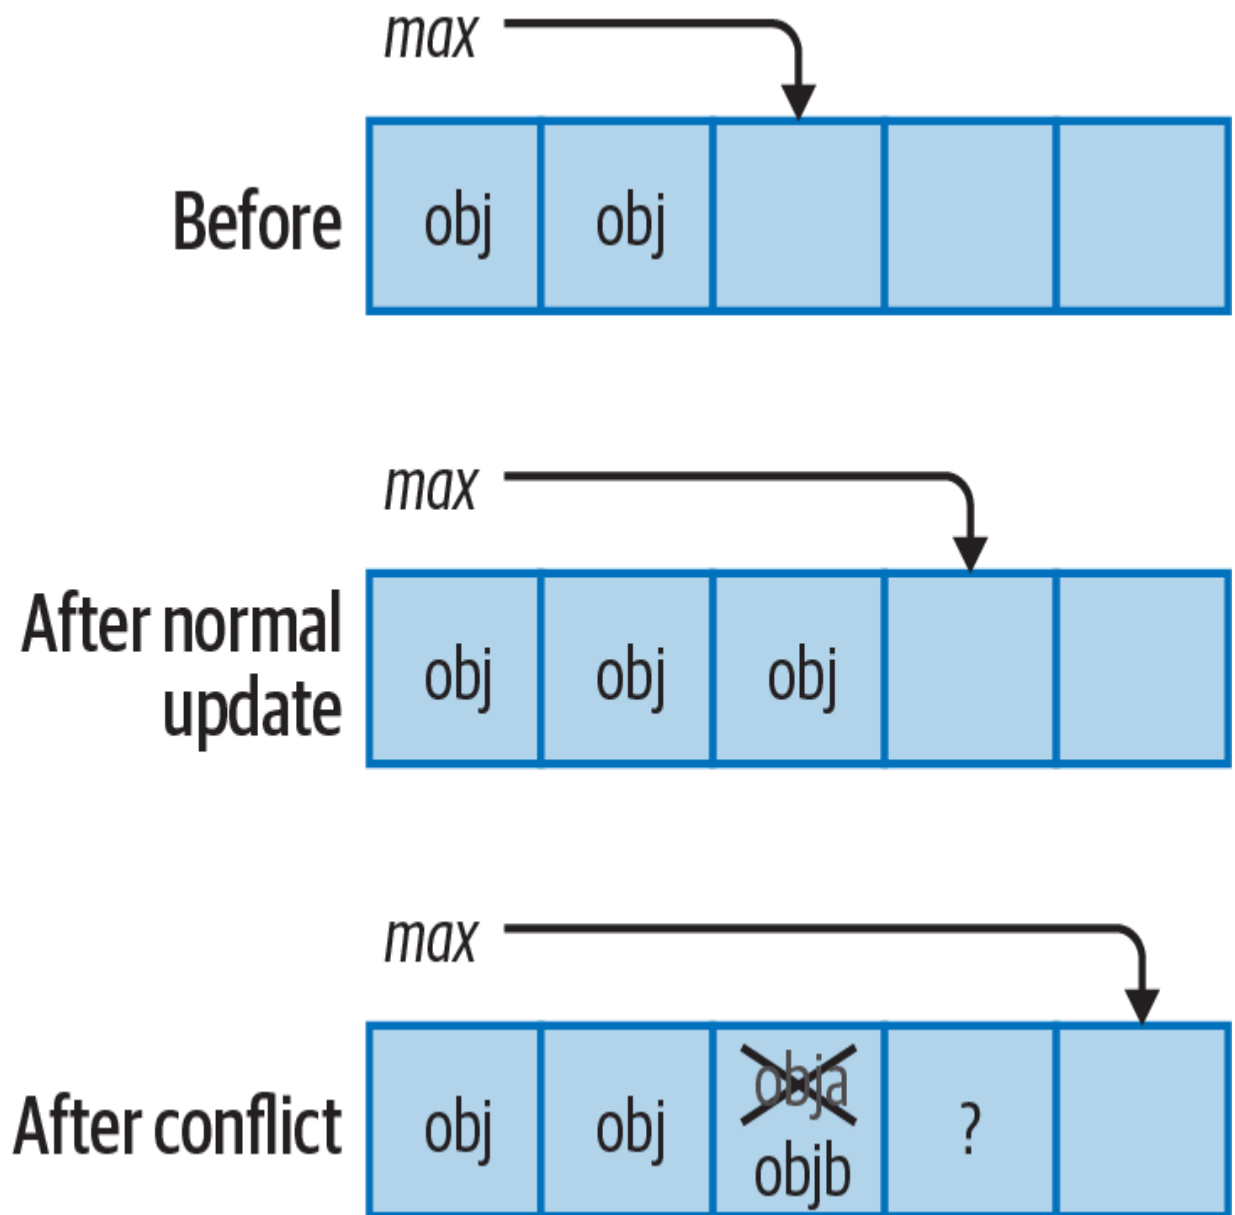 max
Before
obj obj
max
After normal
update
obj obj obj
max
After conflict
obj obj obja ?
objb